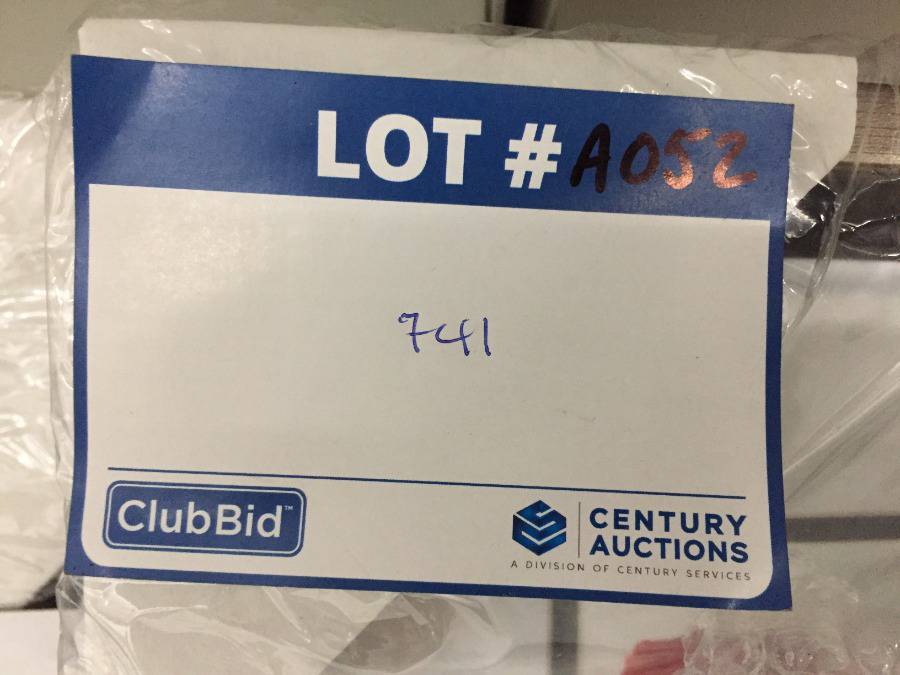 LOT #A052
741
ClubBid™
CENTURY
AUCTIONS
A DIVISION OF CENTURY SERVICES